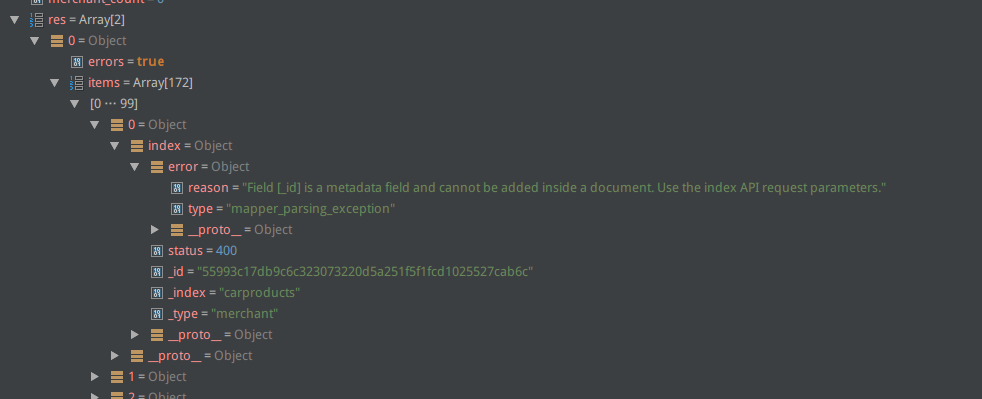 merchant_count = 0
res = Array[2]
0 = Object
errors = true
items = Array[172]
[0 ··· 99]
0 = Object
index = Object
error = Object
reason = "Field [_id] is a metadata field and cannot be added inside a document. Use the index API request parameters."
type = "mapper_parsing_exception"
__proto__ = Object
status = 400
_id = "55993c17db9c6c323073220d5a251f5f1fcd1025527cab6c"
_index = "carproducts"
_type = "merchant"
__proto__ = Object
__proto__ = Object
1 = Object
2 = Object